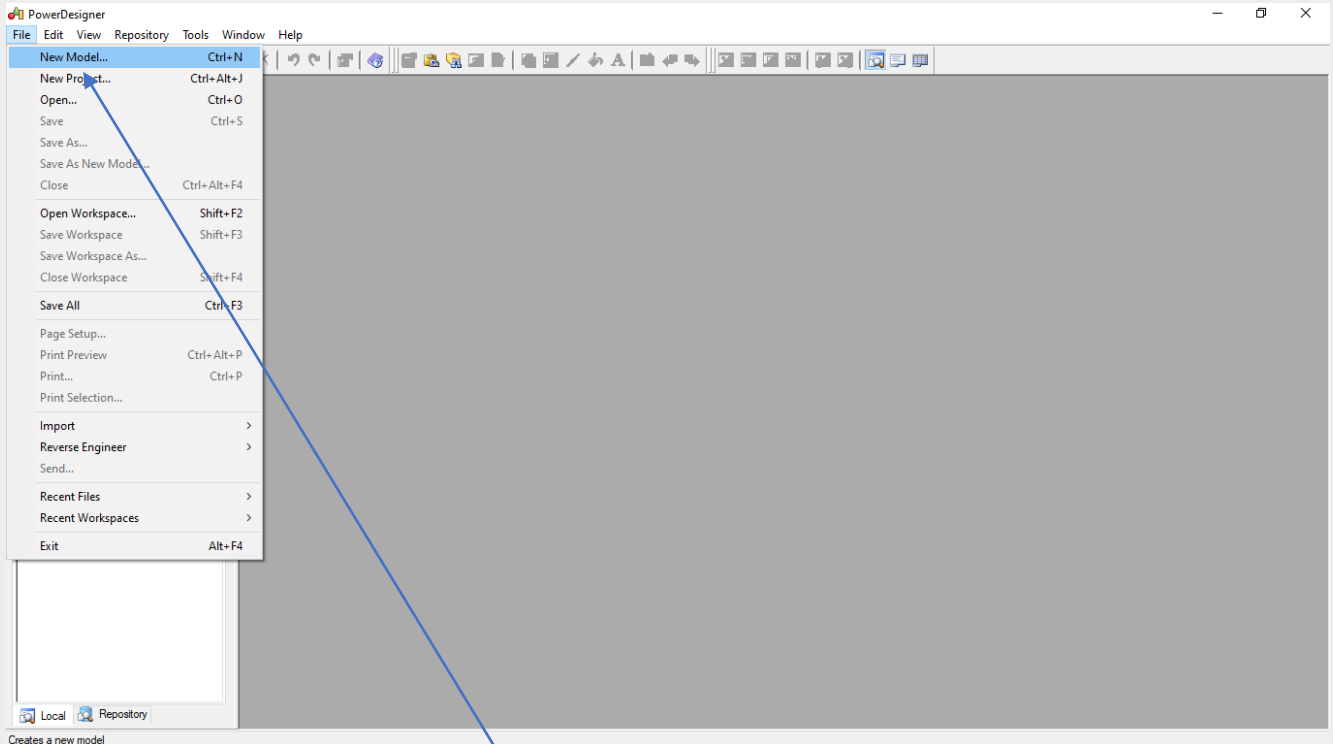 PowerDesigner
File Edit View Repository Tools Window Help
New Model... Ctrl+N
New Project... Ctrl+Alt+J
Open... Ctrl+O
Save Ctrl+S
Save As...
Save As New Model...
Close Ctrl+Alt+F4
Open Workspace... Shift+F2
Save Workspace Shift+F3
Save Workspace As...
Close Workspace Shift+F4
Save All Ctrl+F3
Page Setup...
Print Preview Ctrl+Alt+P
Print... Ctrl+P
Print Selection...
Import
Reverse Engineer
Send...
Recent Files
Recent Workspaces
Exit Alt+F4
Local Repository
Creates a new model